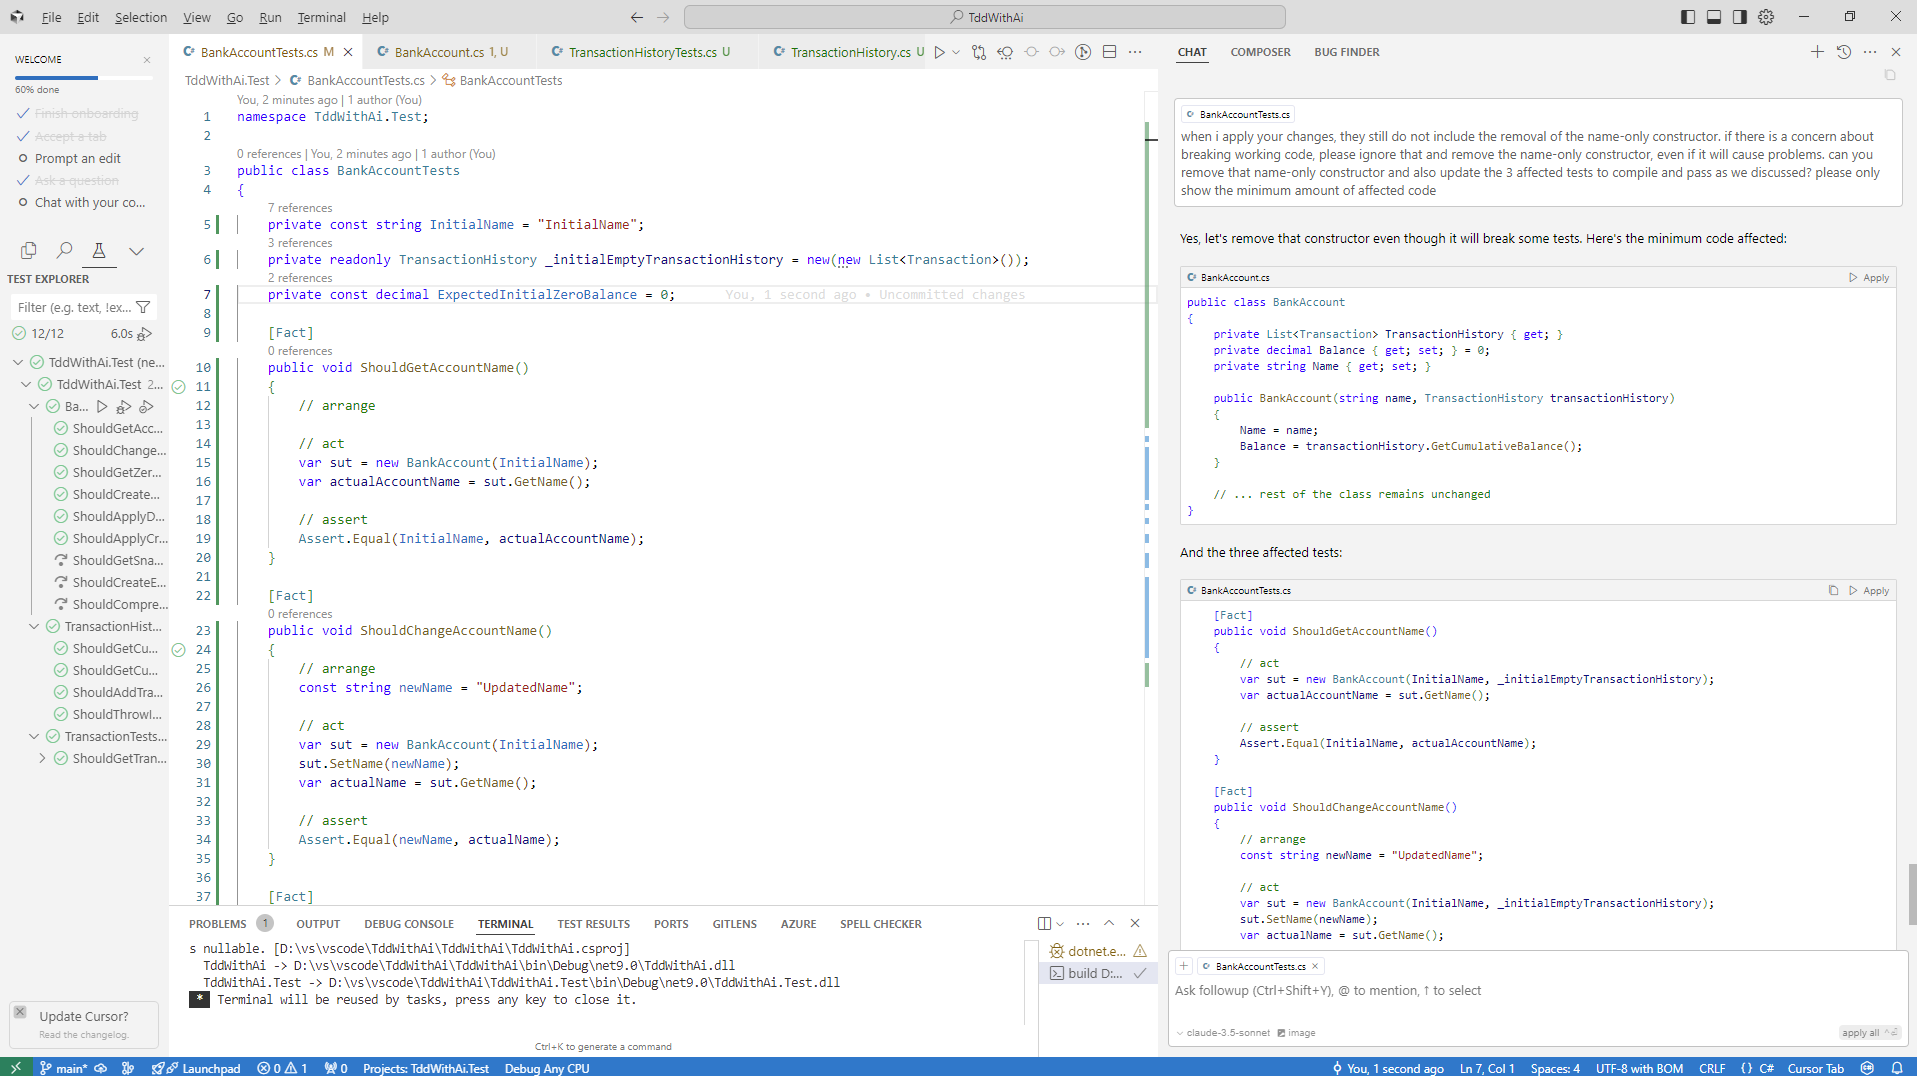 File Edit Selection View Go Run Terminal Help
TddWithAi
WELCOME
60% done
Finish onboarding
Accept a tab
Prompt an edit
Ask a question
Chat with your co...
TEST EXPLORER
Filter (e.g. text, !ex...
12/12 6.0s
TddWithAi.Test (ne...
TddWithAi.Test 2...
Ba...
ShouldGetAcc...
ShouldChange...
ShouldGetZer...
ShouldCreate...
ShouldApplyD...
ShouldApplyCr...
ShouldGetSna...
ShouldCreateE...
ShouldCompre...
TransactionHist...
ShouldGetCu...
ShouldGetCu...
ShouldAddTra...
ShouldThrowI...
TransactionTests...
ShouldGetTran...
Update Cursor?
Read the changelog.
BankAccountTests.cs M BankAccount.cs 1, U TransactionHistoryTests.cs U TransactionHistory.cs U
TddWithAi.Test > BankAccountTests.cs > BankAccountTests
You, 2 minutes ago | 1 author (You)
1 namespace TddWithAi.Test;
2
0 references | You, 2 minutes ago | 1 author (You)
3 public class BankAccountTests
4 {
7 references
5 private const string InitialName = "InitialName";
3 references
6 private readonly TransactionHistory _initialEmptyTransactionHistory = new(new List<Transaction>());
2 references
7 private const decimal ExpectedInitialZeroBalance = 0; You, 1 second ago • Uncommitted changes
8
9 [Fact]
0 references
10 public void ShouldGetAccountName()
11 {
12 // arrange
13
14 // act
15 var sut = new BankAccount(InitialName);
16 var actualAccountName = sut.GetName();
17
18 // assert
19 Assert.Equal(InitialName, actualAccountName);
20 }
21
22 [Fact]
0 references
23 public void ShouldChangeAccountName()
24 {
25 // arrange
26 const string newName = "UpdatedName";
27
28 // act
29 var sut = new BankAccount(InitialName);
30 sut.SetName(newName);
31 var actualName = sut.GetName();
32
33 // assert
34 Assert.Equal(newName, actualName);
35 }
36
37 [Fact]
PROBLEMS 1 OUTPUT DEBUG CONSOLE TERMINAL TEST RESULTS PORTS GITLENS AZURE SPELL CHECKER
s nullable. [D:\vs\vscode\TddWithAi\TddWithAi\TddWithAi.csproj]
TddWithAi -> D:\vs\vscode\TddWithAi\TddWithAi\bin\Debug\net9.0\TddWithAi.dll
TddWithAi.Test -> D:\vs\vscode\TddWithAi\TddWithAi.Test\bin\Debug\net9.0\TddWithAi.Test.dll
* Terminal will be reused by tasks, press any key to close it.
Ctrl+K to generate a command
dotnet.e...
build D:...
CHAT COMPOSER BUG FINDER
BankAccountTests.cs
when i apply your changes, they still do not include the removal of the name-only constructor. if there is a concern about
breaking working code, please ignore that and remove the name-only constructor, even if it will cause problems. can you
remove that name-only constructor and also update the 3 affected tests to compile and pass as we discussed? please only
show the minimum amount of affected code
Yes, let's remove that constructor even though it will break some tests. Here's the minimum code affected:
BankAccount.cs Apply
public class BankAccount
{
private List<Transaction> TransactionHistory { get; }
private decimal Balance { get; set; } = 0;
private string Name { get; set; }
public BankAccount(string name, TransactionHistory transactionHistory)
{
Name = name;
Balance = transactionHistory.GetCumulativeBalance();
}
// ... rest of the class remains unchanged
}
And the three affected tests:
BankAccountTests.cs Apply
[Fact]
public void ShouldGetAccountName()
{
// act
var sut = new BankAccount(InitialName, _initialEmptyTransactionHistory);
var actualAccountName = sut.GetName();
// assert
Assert.Equal(InitialName, actualAccountName);
}
[Fact]
public void ShouldChangeAccountName()
{
// arrange
const string newName = "UpdatedName";
// act
var sut = new BankAccount(InitialName, _initialEmptyTransactionHistory);
sut.SetName(newName);
var actualName = sut.GetName();
+ BankAccountTests.cs ×
Ask followup (Ctrl+Shift+Y), @ to mention, ↑ to select
claude-3.5-sonnet image apply all
main* Launchpad 0 1 0 Projects: TddWithAi.Test Debug Any CPU You, 1 second ago Ln 7, Col 1 Spaces: 4 UTF-8 with BOM CRLF {} C# Cursor Tab